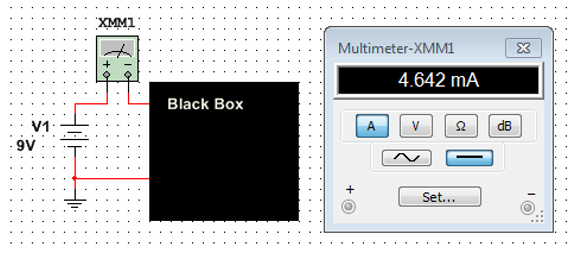 XMM1
+ -
Black Box
V1
9V
Multimeter-XMM1
4.642 mA
A V Ω dB
+ -
Set...